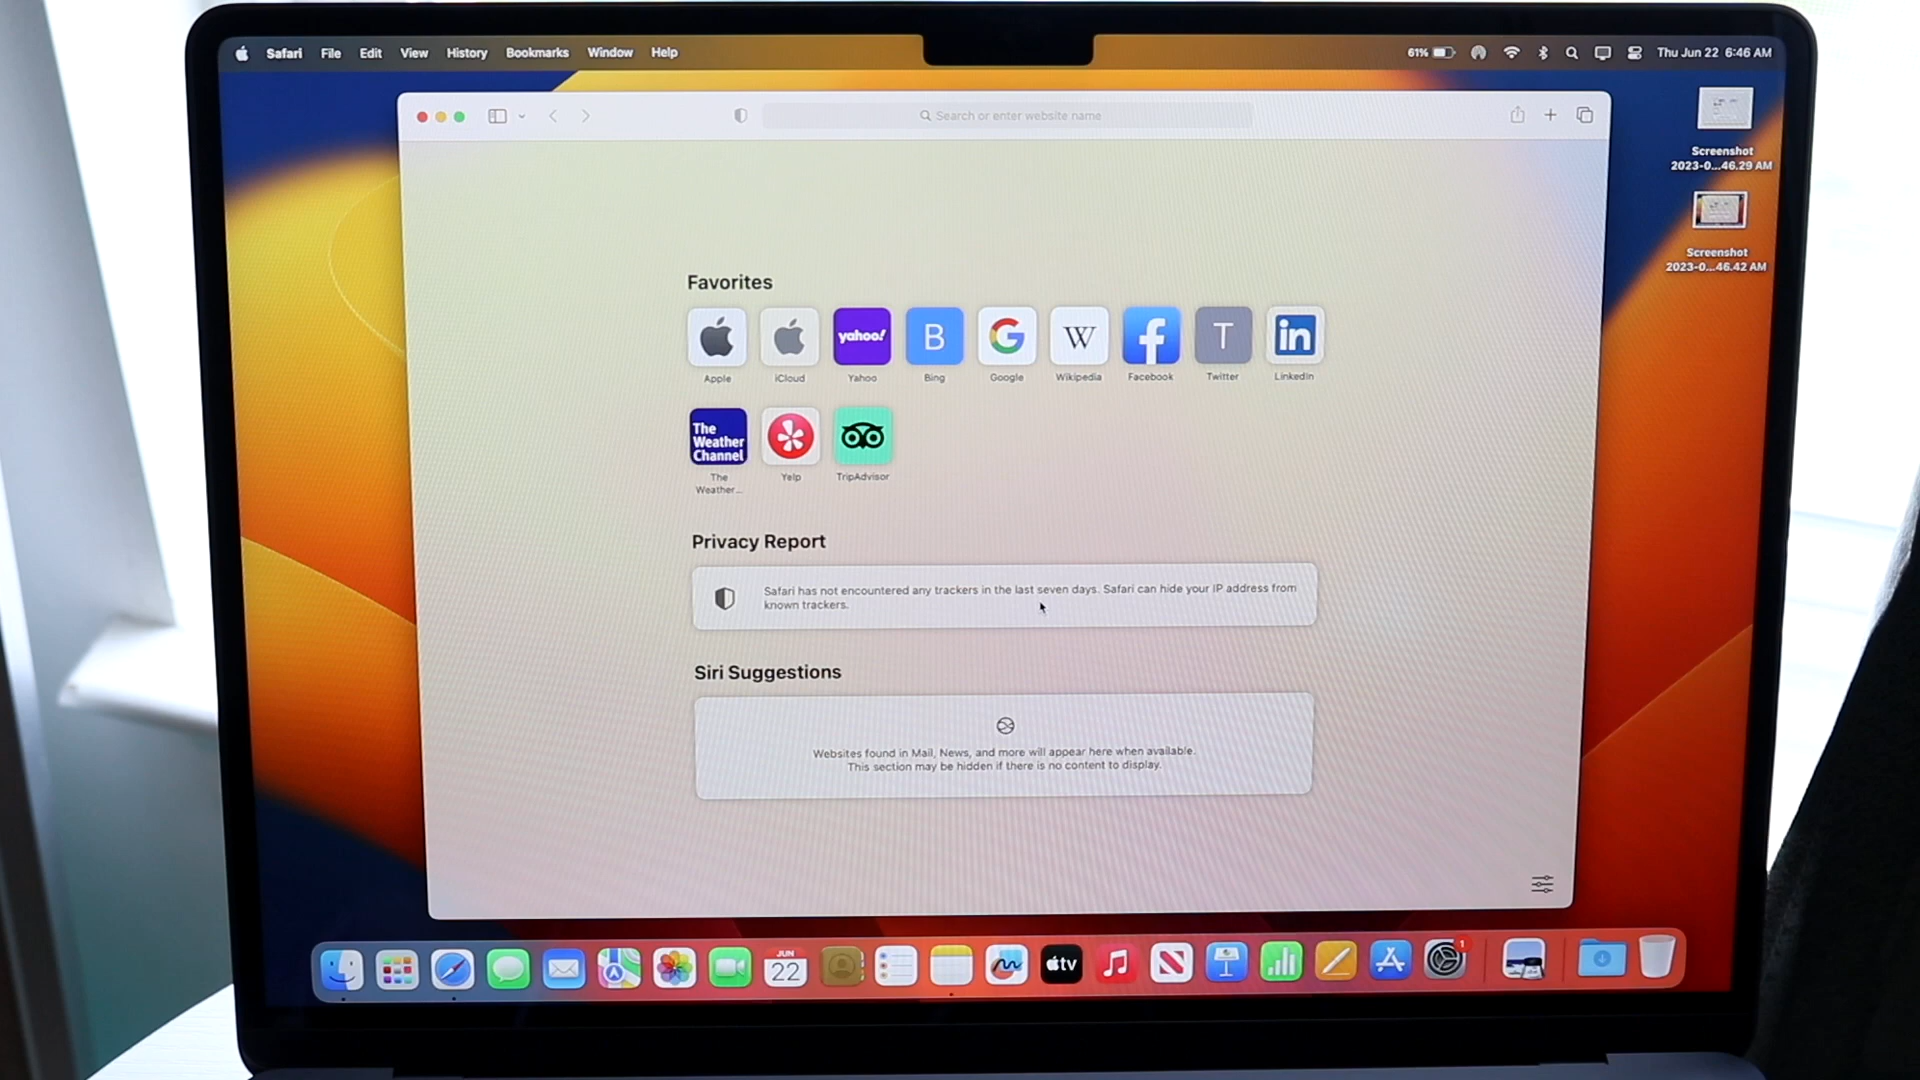 Safari File Edit View History Bookmarks Window Help
61% Thu Jun 22 6:46 AM
Search or enter website name
Screenshot
2023-0...46.29 AM
Screenshot
2023-0...46.42 AM
Favorites
yahoo! B G W f T in
Apple iCloud Yahoo Bing Google Wikipedia Facebook Twitter LinkedIn
The
Weather
Channel
The
Weather...
Yelp TripAdvisor
Privacy Report
Safari has not encountered any trackers in the last seven days. Safari can hide your IP address from
known trackers.
Siri Suggestions
Websites found in Mail, News, and more will appear here when available.
This section may be hidden if there is no content to display.
JUN
22
tv
1